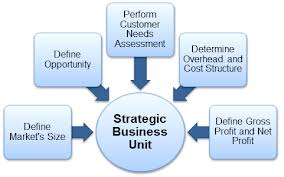 Perform
Customer
Needs
Assessment
Define
Opportunity
Determine
Overhead and
Cost Structure
Define
Market's Size
Strategic
Business
Unit
Define Gross
Profit and Net
Profit